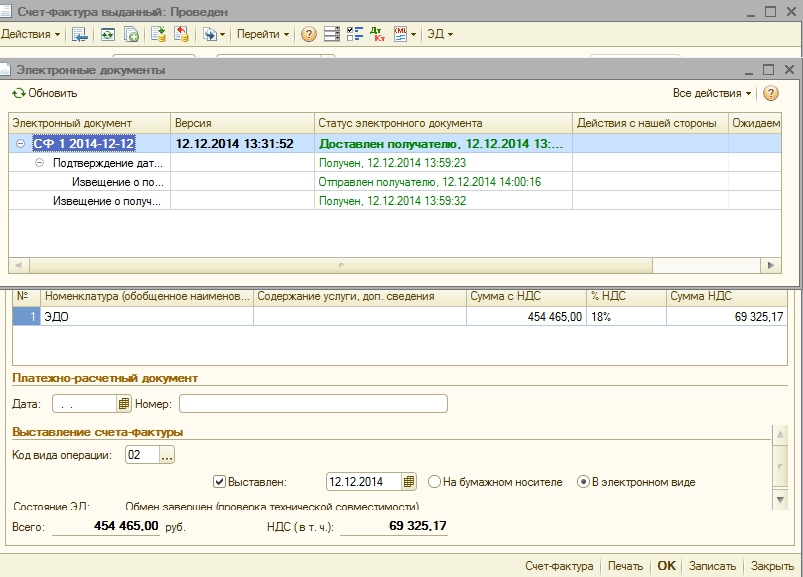 Счет-фактура выданный: Проведен
Действия Перейти Дт Кт ЭД
Электронные документы
Обновить Все действия
Электронный документ Версия Статус электронного документа Действия с нашей стороны Ожидаем
СФ 1 2014-12-12 12.12.2014 13:31:52 Доставлен получателю, 12.12.2014 13:...
Подтверждение дат... Получен, 12.12.2014 13:59:23
Извещение о по... Отправлен получателю, 12.12.2014 14:00:16
Извещение о получ... Получен, 12.12.2014 13:59:32
№ Номенклатура (обобщенное наименов... Содержание услуги, доп. сведения Сумма с НДС % НДС Сумма НДС
1 ЭДО 454 465,00 18% 69 325,17
Платежно-расчетный документ
Дата: . . Номер:
Выставление счета-фактуры
Код вида операции: 02 ...
Выставлен: 12.12.2014 На бумажном носителе В электронном виде
Состояние ЭД: Обмен завершен (проверка технической совместимости)
Всего: 454 465,00 руб. НДС ( в т. ч.): 69 325,17
Счет-фактура Печать OK Записать Закрыть